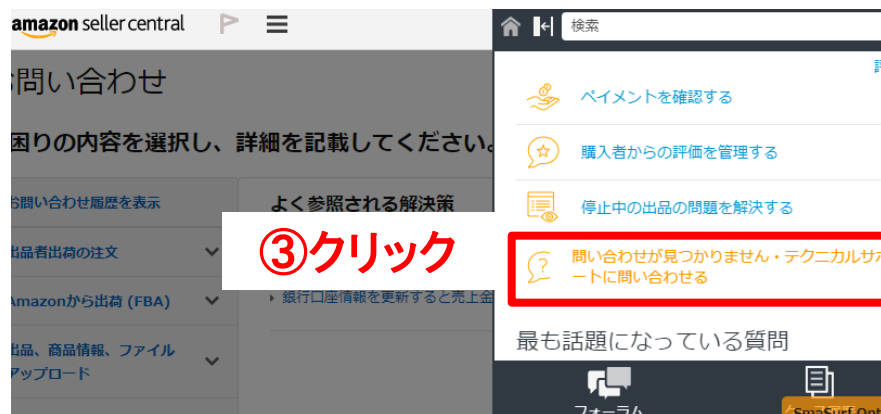 amazon seller central
検索
問い合わせ
困りの内容を選択し、詳細を記載してください。
お問い合わせ履歴を表示
出品者出荷の注文
Amazonから出荷 (FBA)
出品、商品情報、ファイル
アップロード
よく参照される解決策
③クリック
銀行口座情報を更新すると売上金
ペイメントを確認する
購入者からの評価を管理する
停止中の出品の問題を解決する
問い合わせが見つかりません・テクニカルサポ
ートに問い合わせる
最も話題になっている質問
フォーラム
SmaSurf Opt